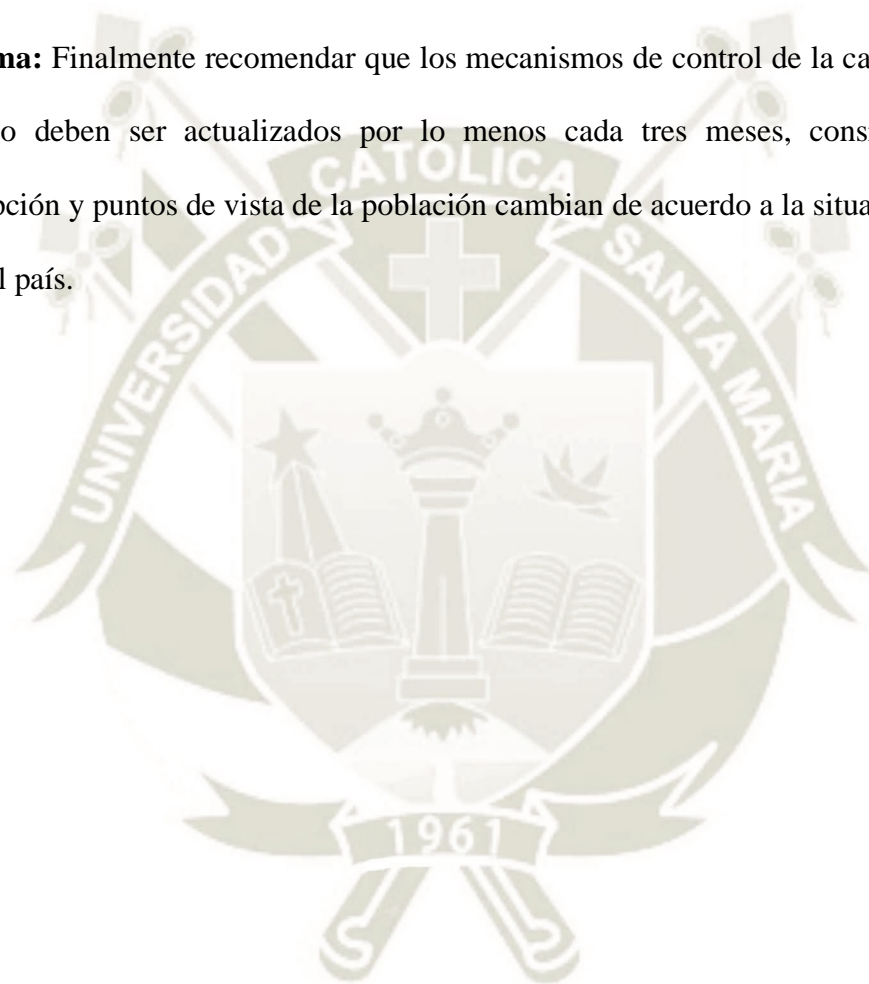 ma: Finalmente recomendar que los mecanismos de control de la ca
o deben ser actualizados por lo menos cada tres meses, cons
pción y puntos de vista de la población cambian de acuerdo a la situa
l país.
UNIVERSIDAD CATOLICA SANTA MARIA
1961